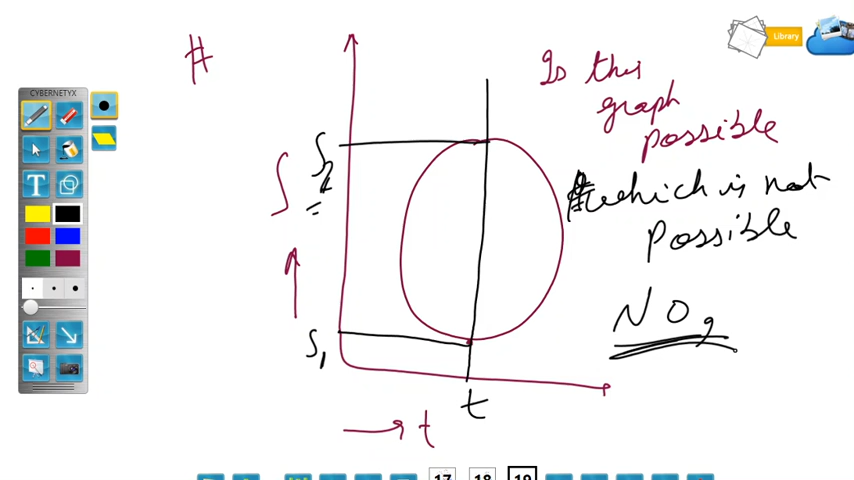 Library
CYBERNETYX
#
Is this
graph
possible
S2
S
which is not
possible
NO,
S1
t
t
T
17 18 19